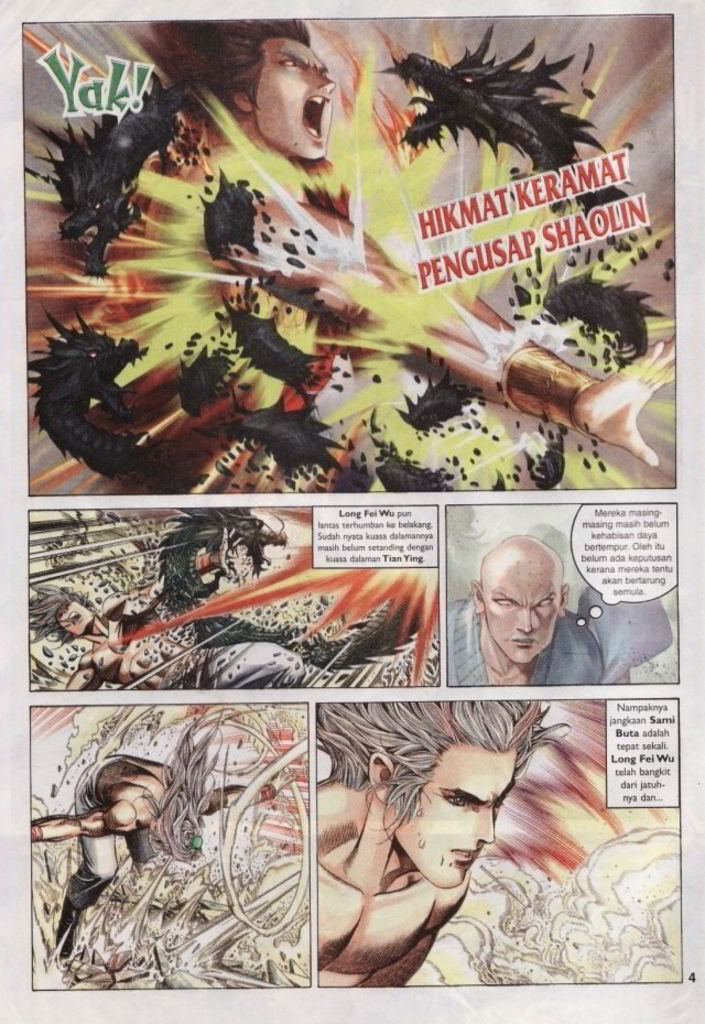 Yak!
HIKMAT KERAMAT
PENGUSAP SHAOLIN
Long Fei Wu pun
lantas terhumban ke belakang.
Sudah nyata kuasa dalamannya
masih belum setanding dengan
kuasa dalaman Tian Ying.
Mereka masing-
masing masih belum
kehabisan daya
bertempur. Oleh itu
belum ada keputusan
kerana mereka tentu
akan bertarung
semula.
Nampaknya
jangkaan Sami
Buta adalah
tepat sekali.
Long Fei Wu
telah bangkit
dari jatuh-
nya dan...
4